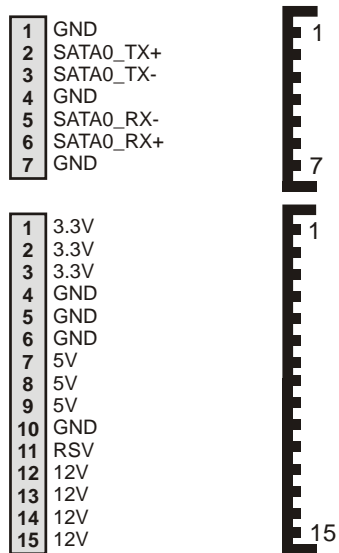 1 GND
2 SATA0_TX+
3 SATA0_TX-
4 GND
5 SATA0_RX-
6 SATA0_RX+
7 GND
1
7
1 3.3V
2 3.3V
3 3.3V
4 GND
5 GND
6 GND
7 5V
8 5V
9 5V
10 GND
11 RSV
12 12V
13 12V
14 12V
15 12V
1
15